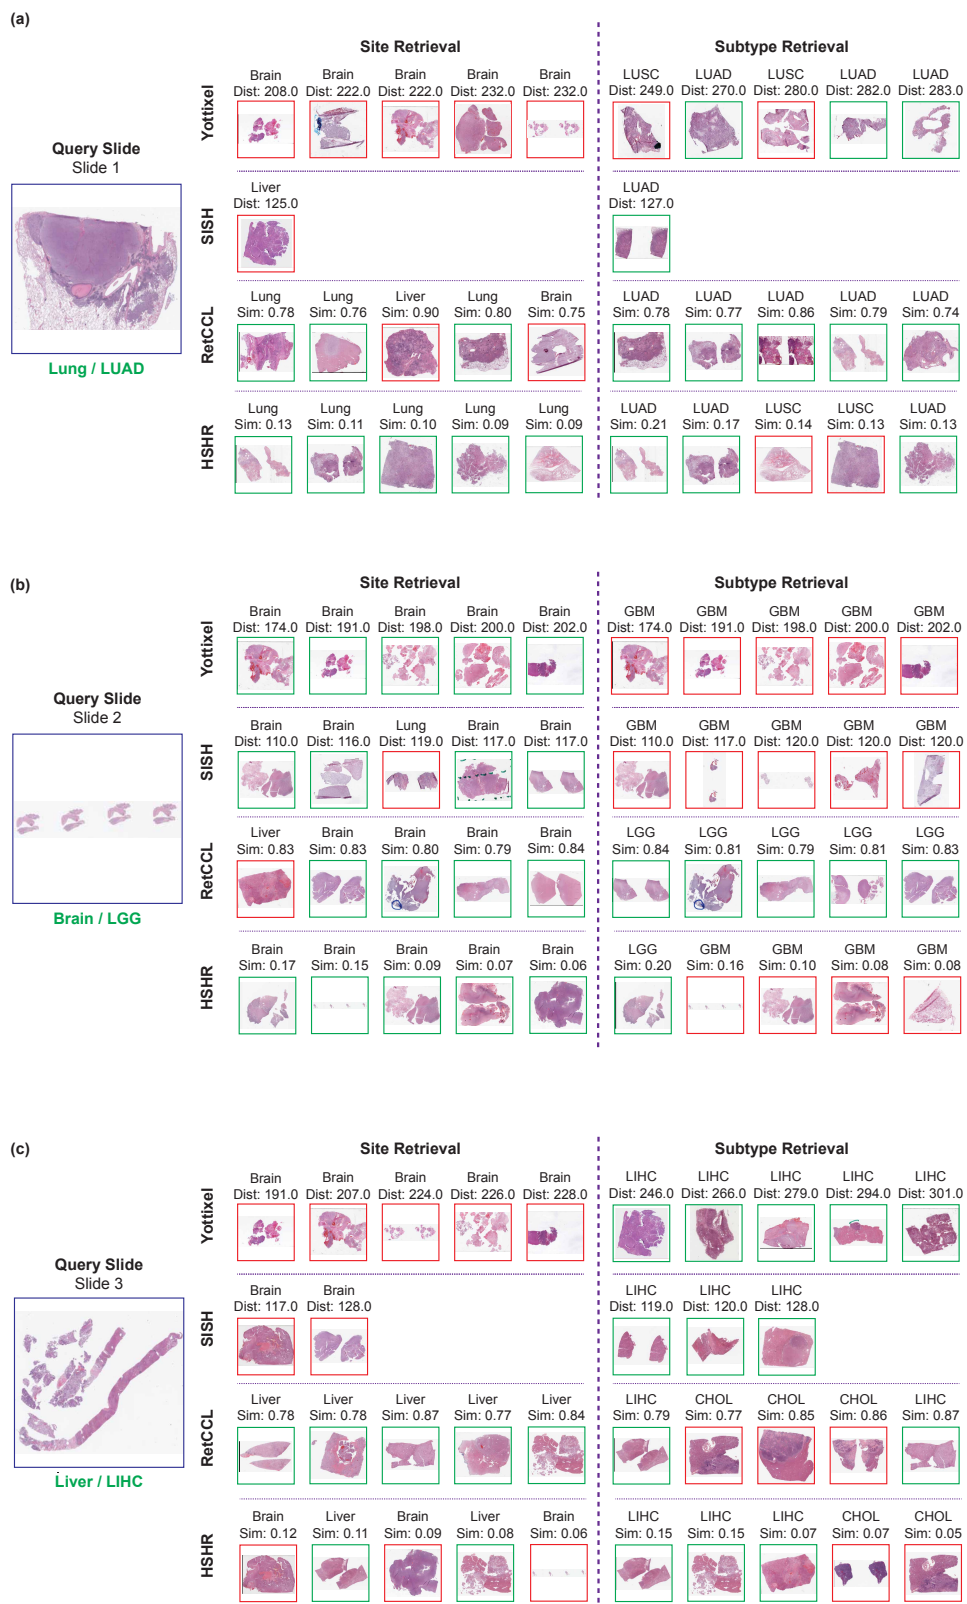 (a)
Site Retrieval
Subtype Retrieval
Query Slide
Slide 1
Lung / LUAD
Yottixel
Brain Brain Brain Brain Brain
Dist: 208.0 Dist: 222.0 Dist: 222.0 Dist: 232.0 Dist: 232.0
LUSC LUAD LUSC LUAD LUAD
Dist: 249.0 Dist: 270.0 Dist: 280.0 Dist: 282.0 Dist: 283.0
SISH
Liver
Dist: 125.0
LUAD
Dist: 127.0
RetCCL
Lung Lung Liver Lung Brain
Sim: 0.78 Sim: 0.76 Sim: 0.90 Sim: 0.80 Sim: 0.75
LUAD LUAD LUAD LUAD LUAD
Sim: 0.78 Sim: 0.77 Sim: 0.86 Sim: 0.79 Sim: 0.74
HSHR
Lung Lung Lung Lung Lung
Sim: 0.13 Sim: 0.11 Sim: 0.10 Sim: 0.09 Sim: 0.09
LUAD LUAD LUSC LUSC LUAD
Sim: 0.21 Sim: 0.17 Sim: 0.14 Sim: 0.13 Sim: 0.13
(b)
Site Retrieval
Subtype Retrieval
Query Slide
Slide 2
Brain / LGG
Yottixel
Brain Brain Brain Brain Brain
Dist: 174.0 Dist: 191.0 Dist: 198.0 Dist: 200.0 Dist: 202.0
GBM GBM GBM GBM GBM
Dist: 174.0 Dist: 191.0 Dist: 198.0 Dist: 200.0 Dist: 202.0
SISH
Brain Brain Lung Brain Brain
Dist: 110.0 Dist: 116.0 Dist: 119.0 Dist: 117.0 Dist: 117.0
GBM GBM GBM GBM GBM
Dist: 110.0 Dist: 117.0 Dist: 120.0 Dist: 120.0 Dist: 120.0
RetCCL
Liver Brain Brain Brain Brain
Sim: 0.83 Sim: 0.83 Sim: 0.80 Sim: 0.79 Sim: 0.84
LGG LGG LGG LGG LGG
Sim: 0.84 Sim: 0.81 Sim: 0.79 Sim: 0.81 Sim: 0.83
HSHR
Brain Brain Brain Brain Brain
Sim: 0.17 Sim: 0.15 Sim: 0.09 Sim: 0.07 Sim: 0.06
LGG GBM GBM GBM GBM
Sim: 0.20 Sim: 0.16 Sim: 0.10 Sim: 0.08 Sim: 0.08
(c)
Site Retrieval
Subtype Retrieval
Query Slide
Slide 3
Liver / LIHC
Yottixel
Brain Brain Brain Brain Brain
Dist: 191.0 Dist: 207.0 Dist: 224.0 Dist: 226.0 Dist: 228.0
LIHC LIHC LIHC LIHC LIHC
Dist: 246.0 Dist: 266.0 Dist: 279.0 Dist: 294.0 Dist: 301.0
SISH
Brain Brain
Dist: 117.0 Dist: 128.0
LIHC LIHC LIHC
Dist: 119.0 Dist: 120.0 Dist: 128.0
RetCCL
Liver Liver Liver Liver Liver
Sim: 0.78 Sim: 0.78 Sim: 0.87 Sim: 0.77 Sim: 0.84
LIHC CHOL CHOL CHOL LIHC
Sim: 0.79 Sim: 0.77 Sim: 0.85 Sim: 0.86 Sim: 0.87
HSHR
Brain Liver Brain Liver Brain
Sim: 0.12 Sim: 0.11 Sim: 0.09 Sim: 0.08 Sim: 0.06
LIHC LIHC LIHC CHOL CHOL
Sim: 0.15 Sim: 0.15 Sim: 0.07 Sim: 0.07 Sim: 0.05